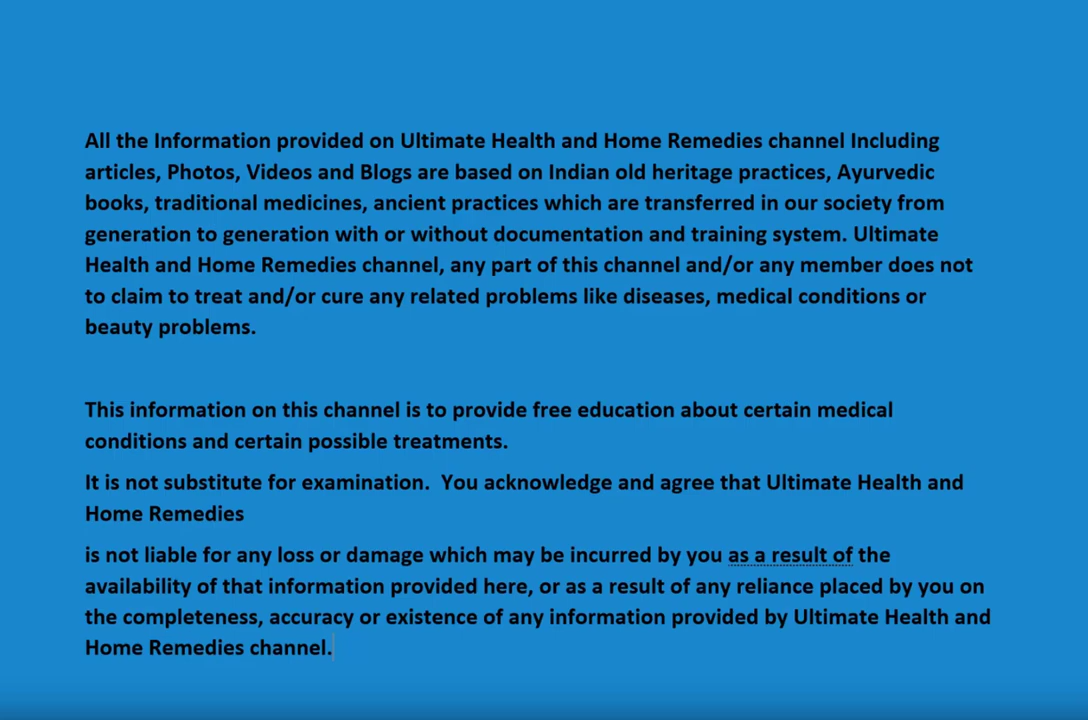 All the Information provided on Ultimate Health and Home Remedies channel Including
articles, Photos, Videos and Blogs are based on Indian old heritage practices, Ayurvedic
books, traditional medicines, ancient practices which are transferred in our society from
generation to generation with or without documentation and training system. Ultimate
Health and Home Remedies channel, any part of this channel and/or any member does not
to claim to treat and/or cure any related problems like diseases, medical conditions or
beauty problems.
This information on this channel is to provide free education about certain medical
conditions and certain possible treatments.
It is not substitute for examination.  You acknowledge and agree that Ultimate Health and
Home Remedies
is not liable for any loss or damage which may be incurred by you as a result of the
availability of that information provided here, or as a result of any reliance placed by you on
the completeness, accuracy or existence of any information provided by Ultimate Health and
Home Remedies channel.